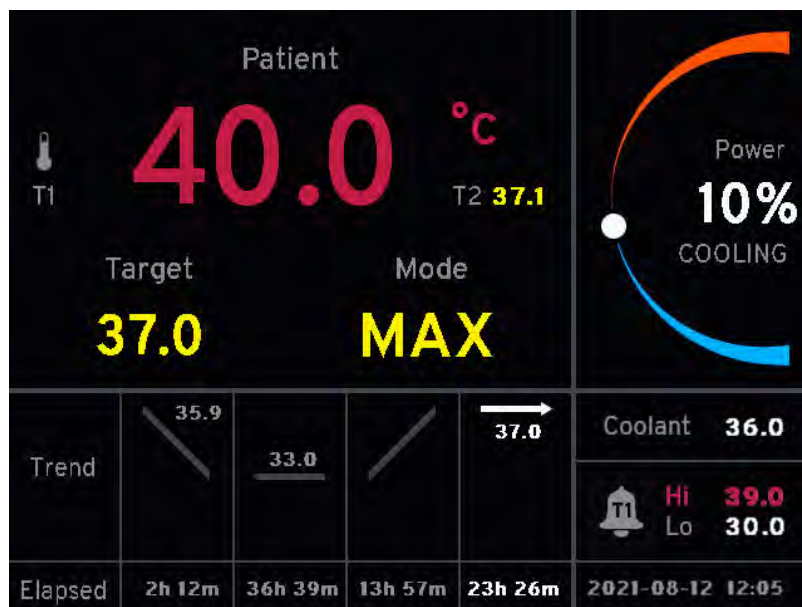 Patient
40.0 °C
T1
T2 37.1
Target
37.0
Mode
MAX
Power
10%
COOLING
Trend
35.9
33.0
37.0
Elapsed
2h 12m
36h 39m
13h 57m
23h 26m
Coolant 36.0
T1
Hi 39.0
Lo 30.0
2021-08-12 12:05